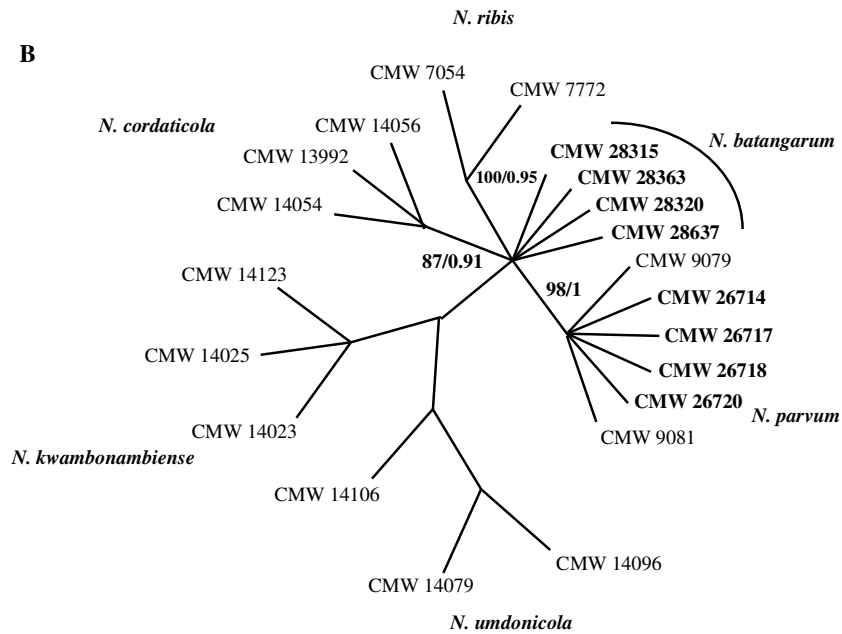 N. ribis
B
CMW 7054
CMW 7772
N. cordaticola
CMW 14056
N. batangarum
CMW 28315
CMW 13992
100/0.95
CMW 28363
CMW 14054
CMW 28320
CMW 28637
87/0.91
CMW 9079
CMW 14123
98/1
CMW 26714
CMW 26717
CMW 14025
CMW 26718
CMW 26720
N. parvum
CMW 14023
CMW 9081
N. kwambonambiense
CMW 14106
CMW 14096
CMW 14079
N. umdonicola